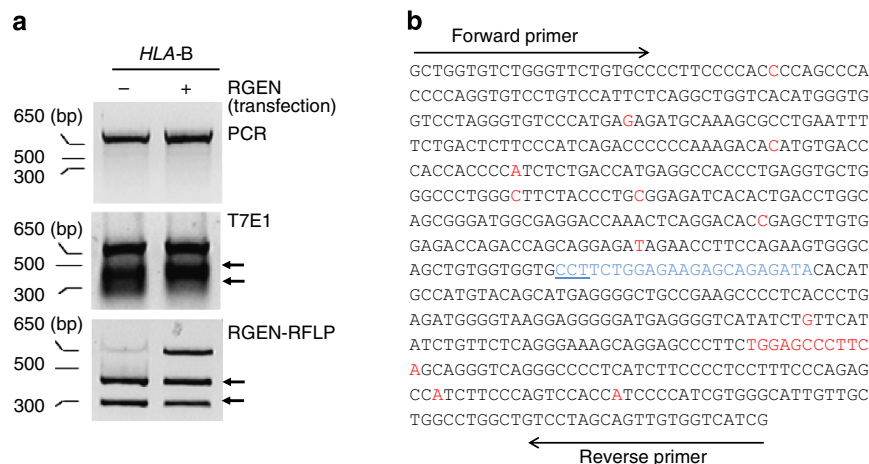 a
HLA-B
− + RGEN
(transfection)
650 (bp)
PCR
500
300
650 (bp)
T7E1
500
300
650 (bp)
RGEN-RFLP
500
300
b
Forward primer
GCTGGTGTCTGGGTTCTGTGCCCCTTCCCCACCCCAGCCCA
CCCCAGGTGTCCTGTCCATTCTCAGGCTGGTCACATGGGTG
GTCCTAGGGTGTCCCATGAGAGATGCAAAGCGCCTGAATTT
TCTGACTCTTCCCATCAGACCCCCCAAAGACACATGTGACC
CACCACCCCATCTCTGACCATGAGGCCACCCTGAGGTGCTG
GGCCCTGGGCTTCTACCCTGCGGAGATCACACTGACCTGGC
AGCGGGATGGCGAGGACCAAACTCAGGACACCGAGCTTGTG
GAGACCAGACCAGCAGGAGATAGAACCTTCCAGAAGTGGGC
AGCTGTGGTGGTGCCTTCTGGAGAAGAGCAGAGATACACAT
GCCATGTACAGCATGAGGGGCTGCCGAAGCCCCTCACCCTG
AGATGGGGTAAGGAGGGGGATGAGGGGTCATATCTGTTCAT
ATCTGTTCTCAGGGAAAGCAGGAGCCCTTCTGGAGCCCTTC
AGCAGGGTCAGGGCCCCTCATCTTCCCCTCCTTTCCCAGAG
CCATCTTCCCAGTCCACCATCCCCATCGTGGGCATTGTTGC
TGGCCTGGCTGTCCTAGCAGTTGTGGTCATCG
Reverse primer